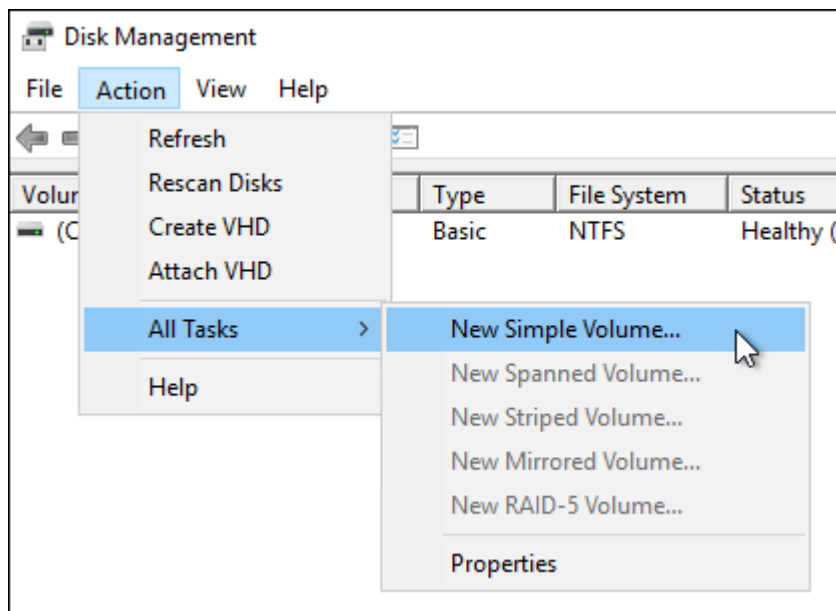 Disk Management
File Action View Help
Refresh
Rescan Disks
Create VHD
Attach VHD
All Tasks >
Help
New Simple Volume...
New Spanned Volume...
New Striped Volume...
New Mirrored Volume...
New RAID-5 Volume...
Properties
Type File System Status
Basic NTFS Healthy (